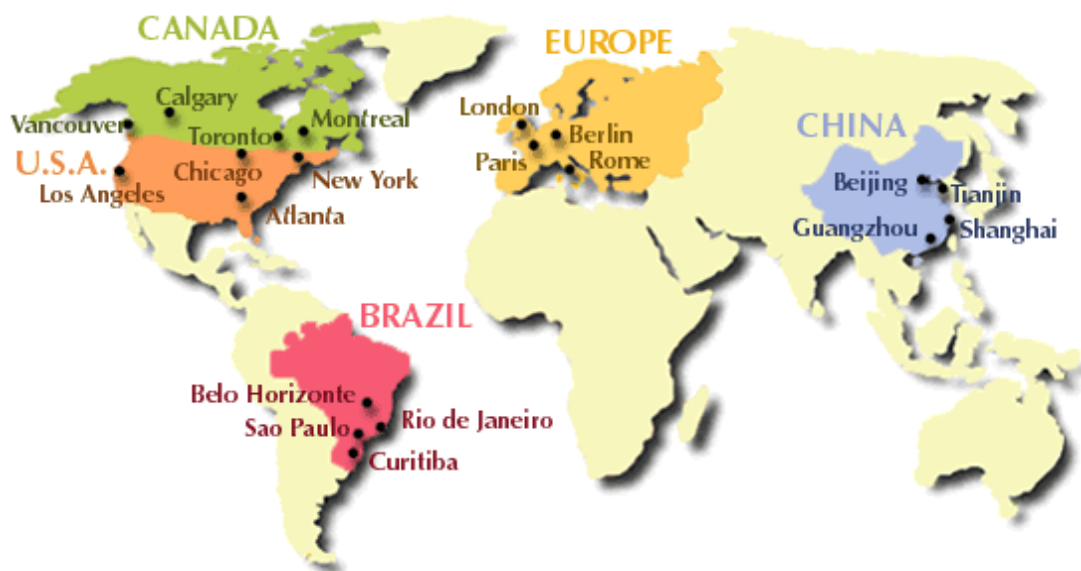 CANADA
Calgary
Vancouver
Toronto
Montreal
U.S.A.
Chicago
Los Angeles
New York
Atlanta
BRAZIL
Belo Horizonte
Sao Paulo
Rio de Janeiro
Curitiba
EUROPE
London
Berlin
Paris
Rome
CHINA
Beijing
Tianjin
Guangzhou
Shanghai